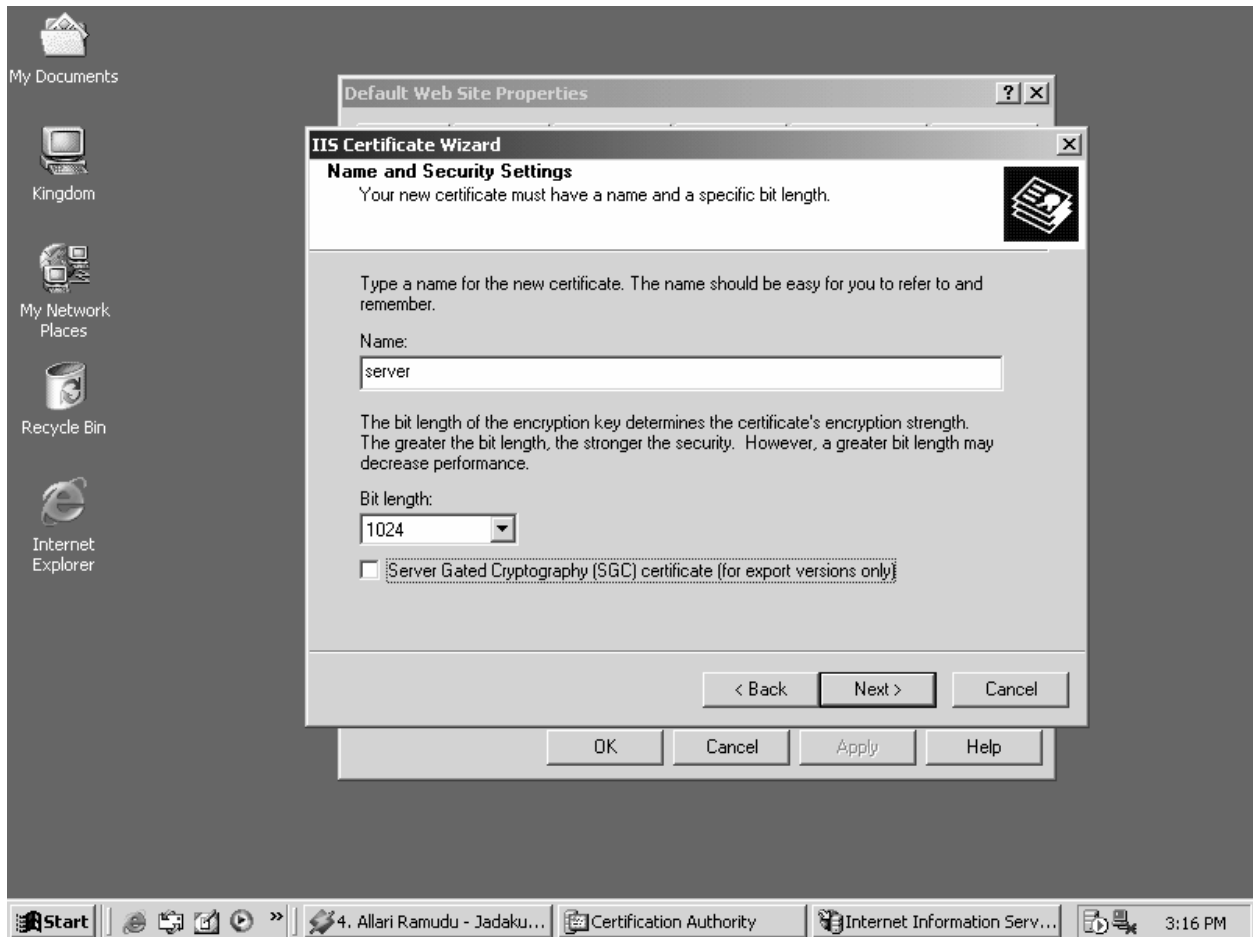 My Documents
Kingdom
My Network
Places
Recycle Bin
Internet
Explorer
Default Web Site Properties
IIS Certificate Wizard
Name and Security Settings
Your new certificate must have a name and a specific bit length.
Type a name for the new certificate. The name should be easy for you to refer to and
remember.
Name:
server
The bit length of the encryption key determines the certificate's encryption strength.
The greater the bit length, the stronger the security.  However, a greater bit length may
decrease performance.
Bit length:
1024
Server Gated Cryptography (SGC) certificate (for export versions only)
< Back
Next >
Cancel
OK
Cancel
Apply
Help
Start
»
4. Allari Ramudu - Jadaku...
Certification Authority
Internet Information Serv...
3:16 PM